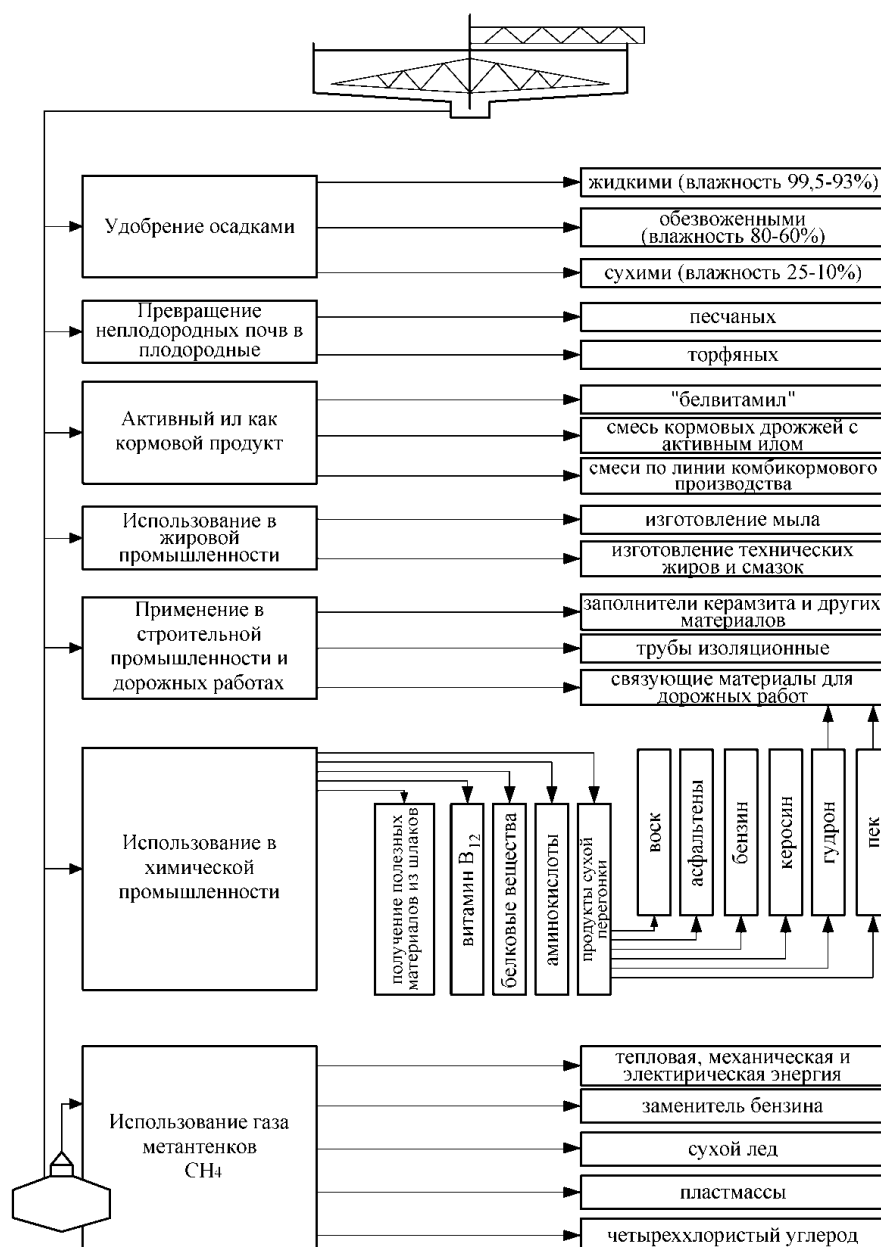 Удобрение осадками
жидкими (влажность 99,5-93%)
обезвоженными
(влажность 80-60%)
сухими (влажность 25-10%)
Превращение
неплодородных почв в
плодородные
песчаных
торфяных
Активный ил как
кормовой продукт
"белвитамил"
смесь кормовых дрожжей с
активным илом
смеси по линии комбикормового
производства
Использование в
жировой
промышленности
изготовление мыла
изготовление технических
жиров и смазок
Применение в
строительной
промышленности и
дорожных работах
заполнители керамзита и других
материалов
трубы изоляционные
связующие материалы для
дорожных работ
Использование в
химической
промышленности
получение полезных
материалов из шлаков
витамин B12
белковые вещества
аминокислоты
продукты сухой
перегонки
воск
асфальтены
бензин
керосин
гудрон
пек
Использование газа
метантенков
CH4
тепловая, механическая и
электирическая энергия
заменитель бензина
сухой лед
пластмассы
четыреххлористый углерод